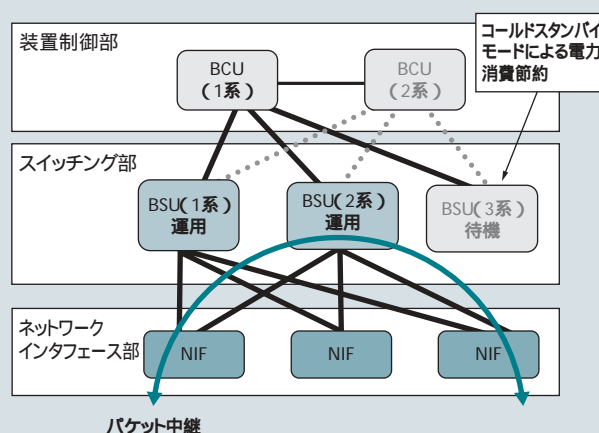 装置制御部
BCU
(1系)
BCU
(2系)
コールドスタンバイ
モードによる電力
消費節約
スイッチング部
BSU(1系)
運用
BSU(2系)
運用
BSU(3系)
待機
ネットワーク
インタフェース部
NIF
NIF
NIF
パケット中継